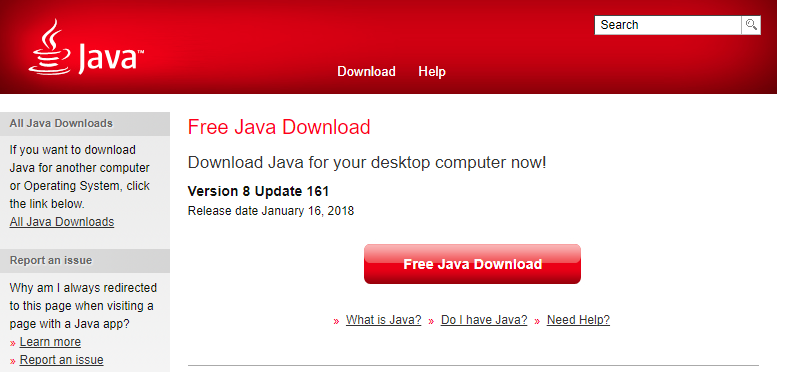 Java™
Search
Download Help
All Java Downloads
If you want to download
Java for another computer
or Operating System, click
the link below.
All Java Downloads
Report an issue
Why am I always redirected
to this page when visiting a
page with a Java app?
» Learn more
» Report an issue
Free Java Download
Download Java for your desktop computer now!
Version 8 Update 161
Release date January 16, 2018
Free Java Download
» What is Java? » Do I have Java? » Need Help?